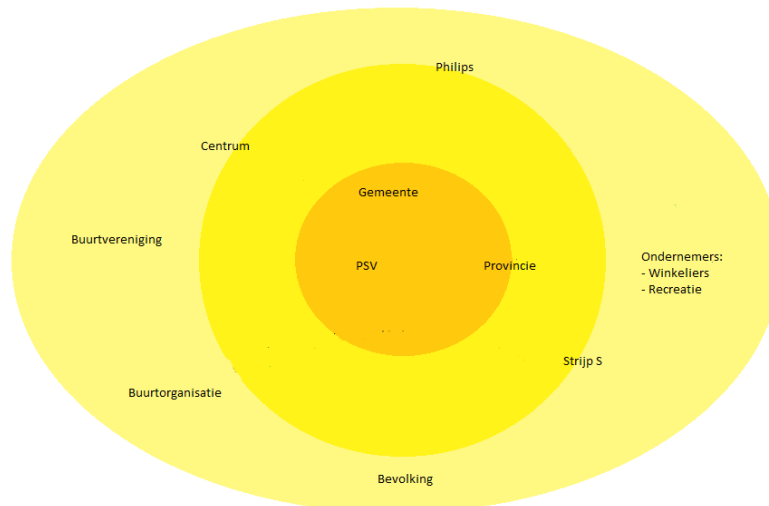 Philips
Centrum
Gemeente
Buurtvereniging
PSV
Provincie
Ondernemers:
- Winkeliers
- Recreatie
Strijp S
Buurtorganisatie
Bevolking